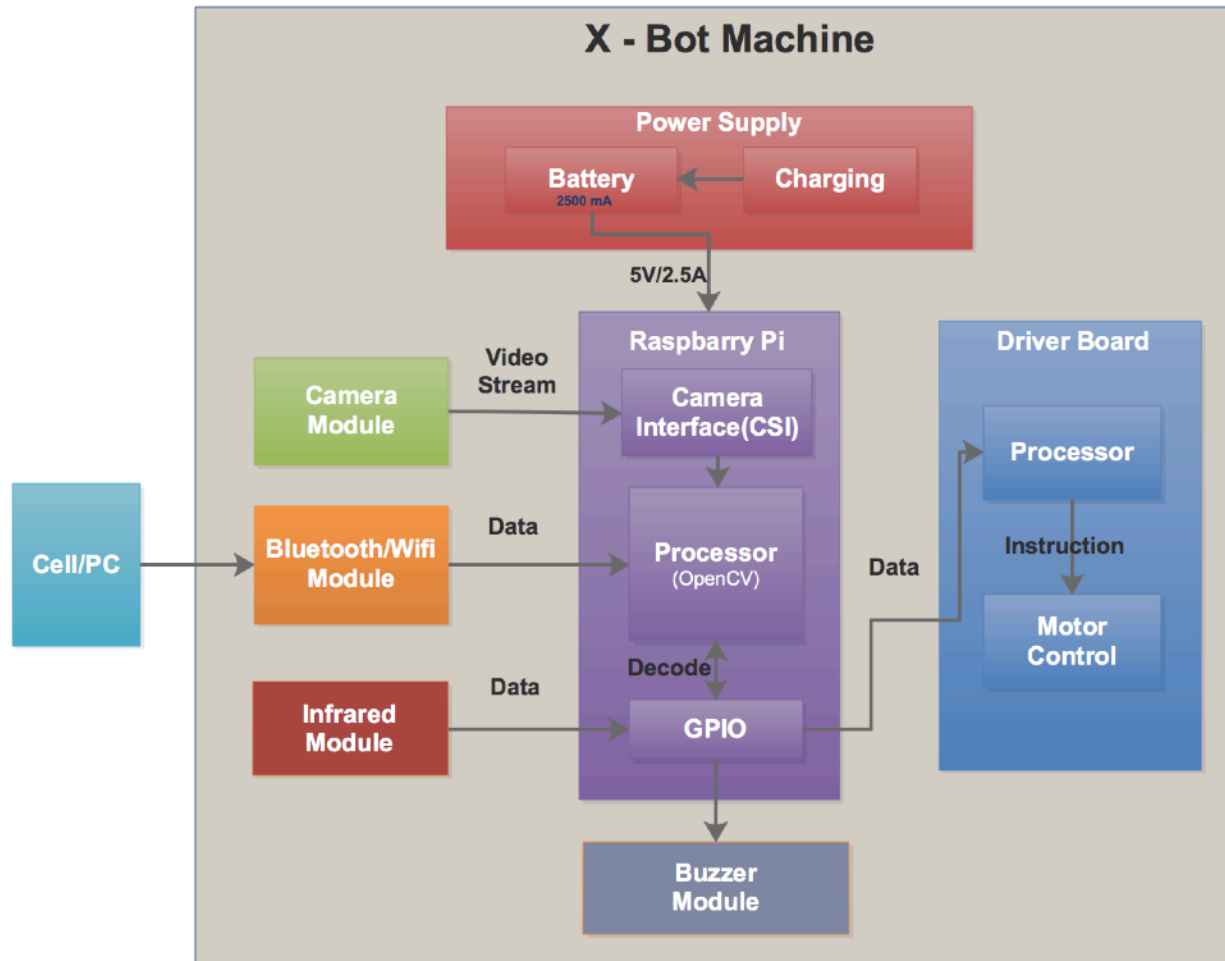 X - Bot Machine
Power Supply
Battery
2500 mA
Charging
5V/2.5A
Raspbarry Pi
Driver Board
Video
Stream
Camera
Module
Camera
Interface(CSI)
Processor
Cell/PC
Bluetooth/Wifi
Module
Data
Processor
(OpenCV)
Data
Instruction
Motor
Control
Decode
Infrared
Module
Data
GPIO
Buzzer
Module